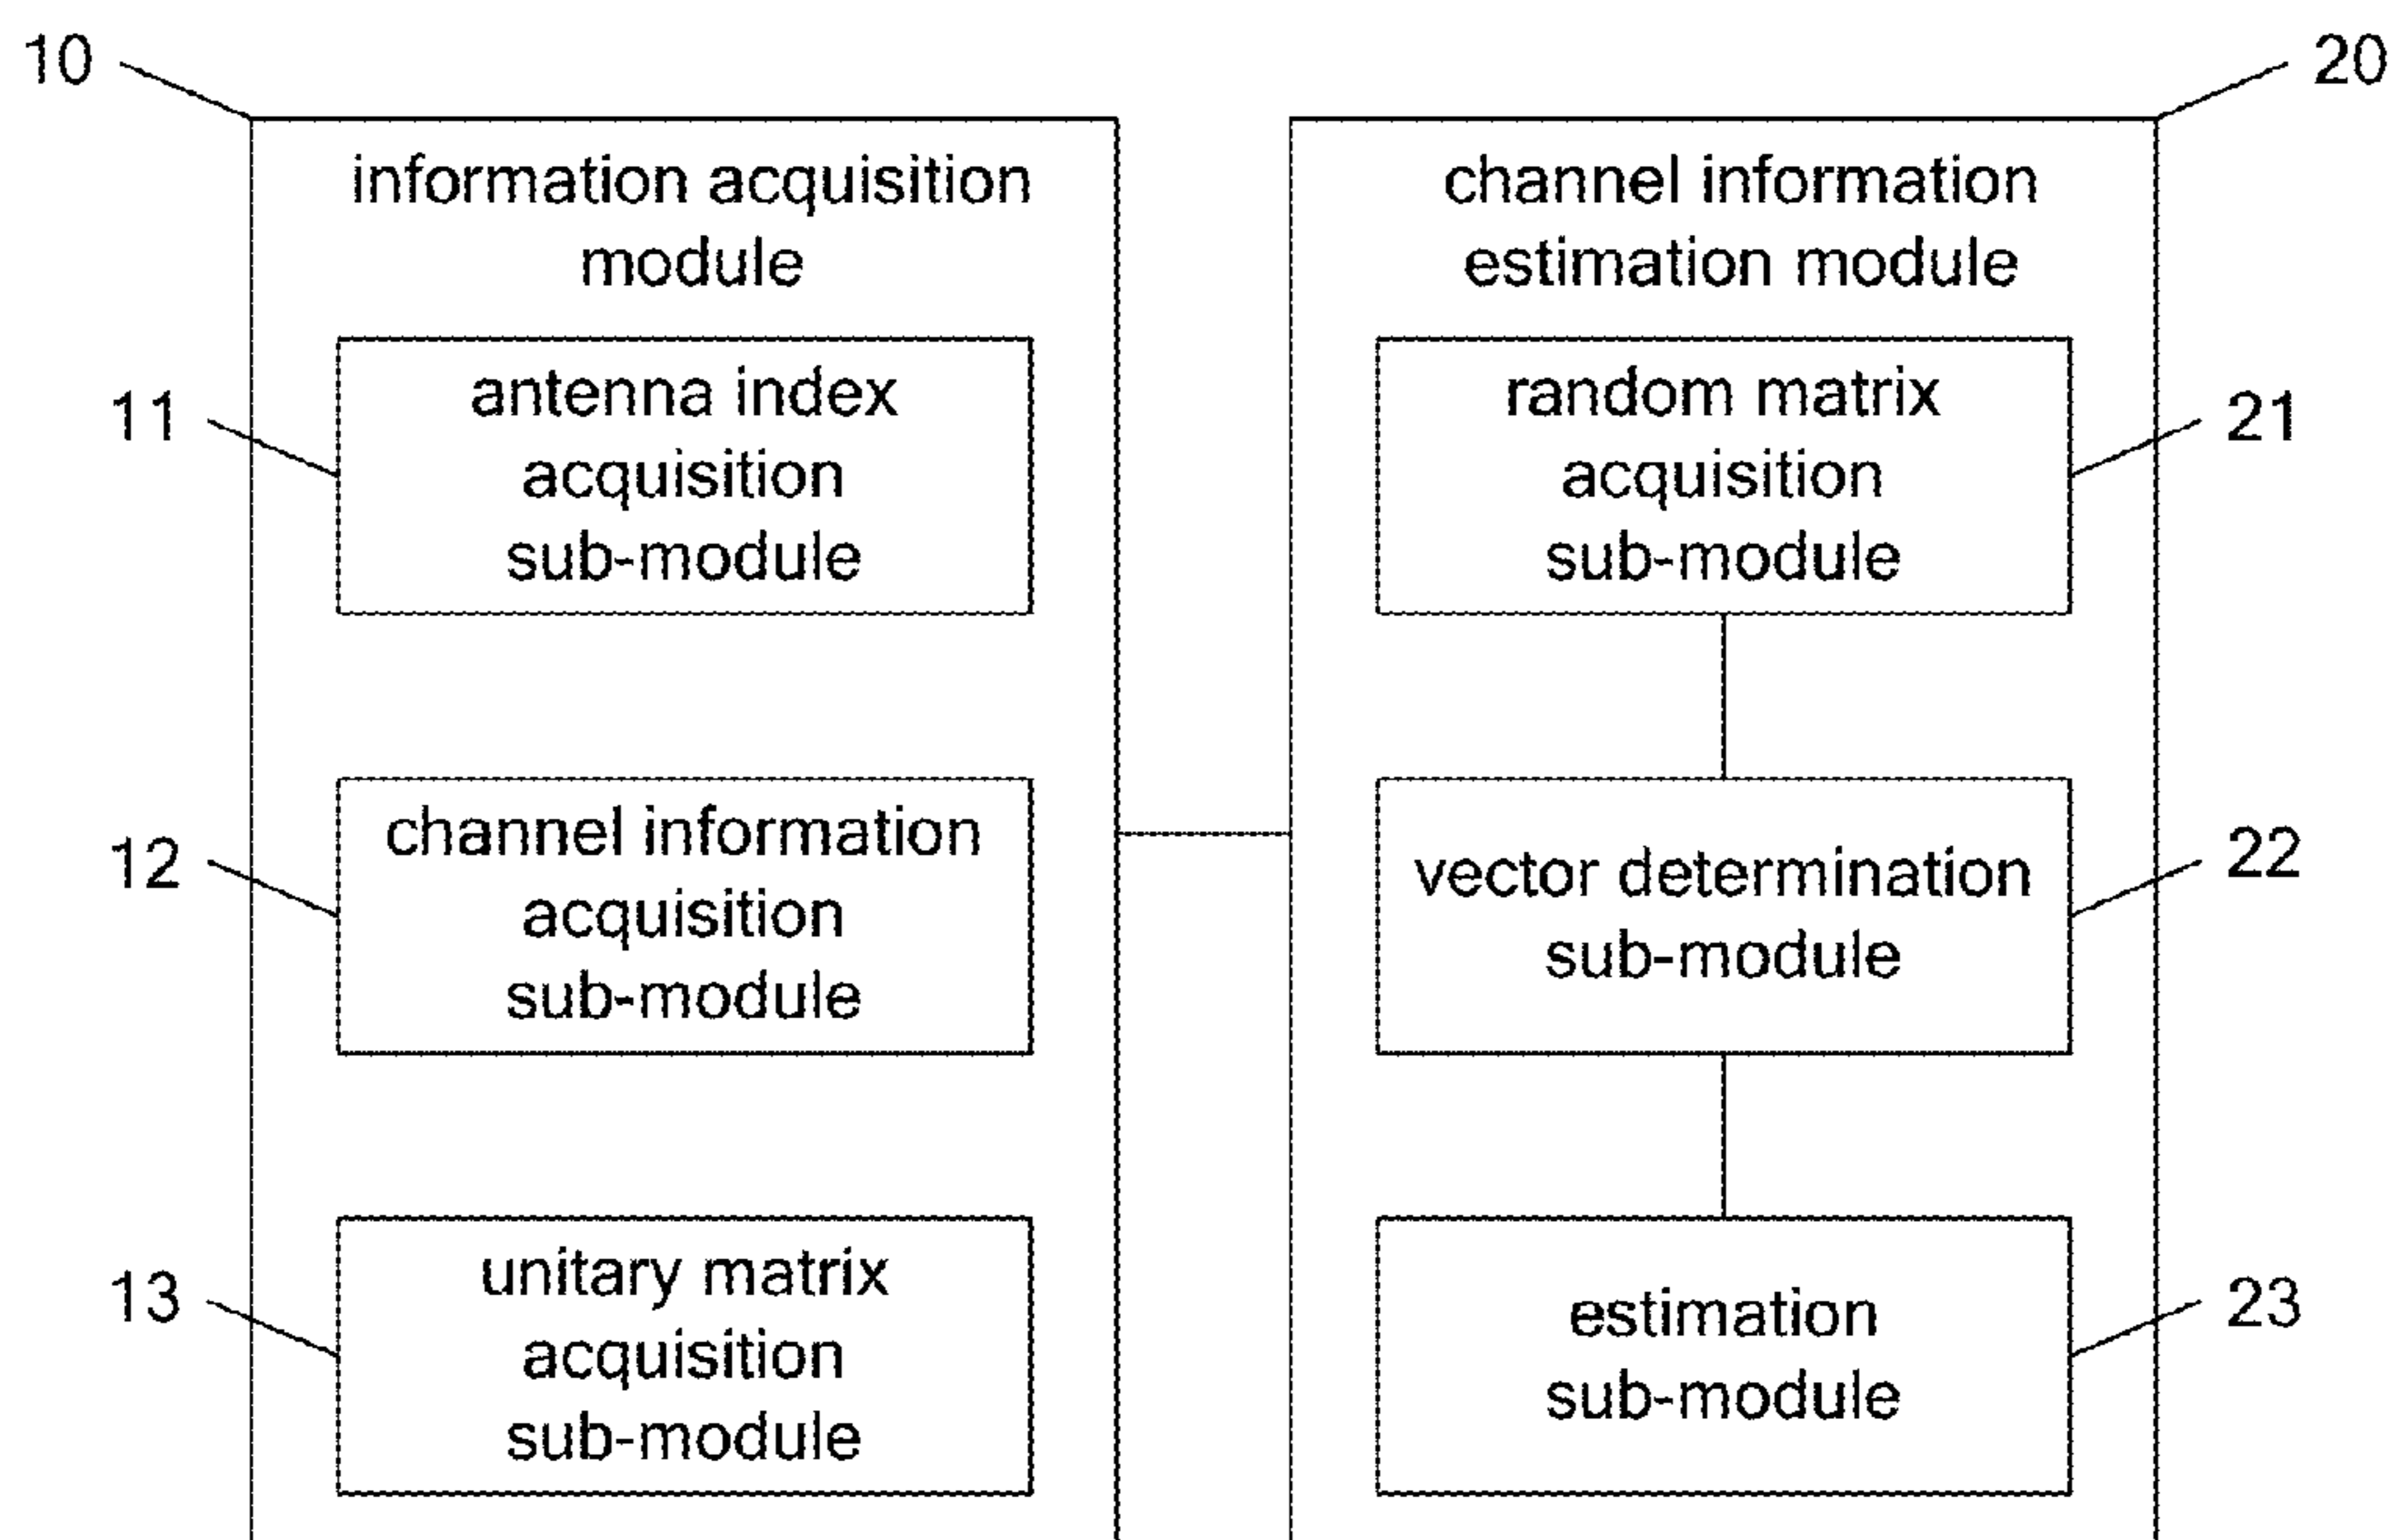 10
information acquisition
module
11
antenna index
acquisition
sub-module
12
channel information
acquisition
sub-module
13
unitary matrix
acquisition
sub-module
20
channel information
estimation module
random matrix
acquisition
sub-module
21
vector determination
sub-module
22
estimation
sub-module
23